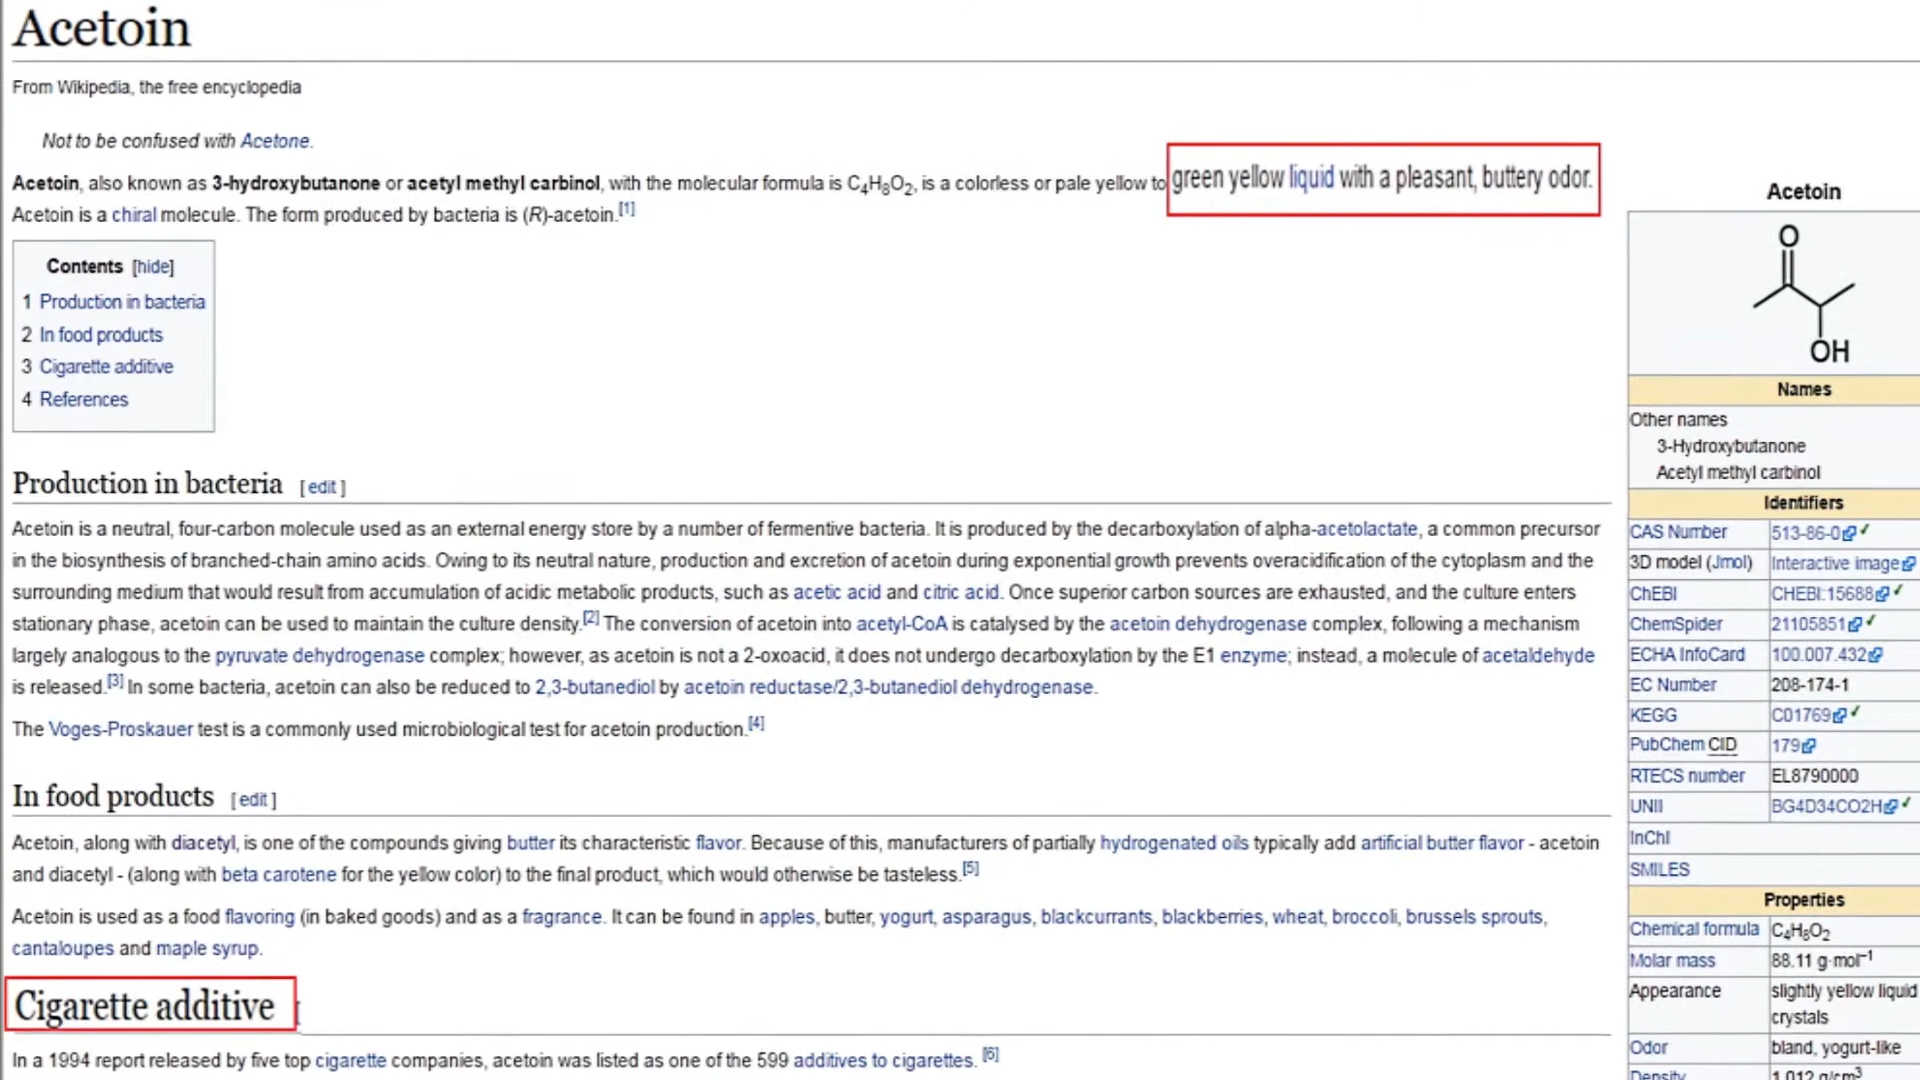 Acetoin
From Wikipedia, the free encyclopedia
Not to be confused with Acetone.
Acetoin, also known as 3-hydroxybutanone or acetyl methyl carbinol, with the molecular formula is C₄H₈O₂, is a colorless or pale yellow to green yellow liquid with a pleasant, buttery odor.
Acetoin is a chiral molecule. The form produced by bacteria is (R)-acetoin.[1]
Contents [hide]
1 Production in bacteria
2 In food products
3 Cigarette additive
4 References
Production in bacteria [ edit ]
Acetoin is a neutral, four-carbon molecule used as an external energy store by a number of fermentive bacteria. It is produced by the decarboxylation of alpha-acetolactate, a common precursor
in the biosynthesis of branched-chain amino acids. Owing to its neutral nature, production and excretion of acetoin during exponential growth prevents overacidification of the cytoplasm and the
surrounding medium that would result from accumulation of acidic metabolic products, such as acetic acid and citric acid. Once superior carbon sources are exhausted, and the culture enters
stationary phase, acetoin can be used to maintain the culture density.[2] The conversion of acetoin into acetyl-CoA is catalysed by the acetoin dehydrogenase complex, following a mechanism
largely analogous to the pyruvate dehydrogenase complex; however, as acetoin is not a 2-oxoacid, it does not undergo decarboxylation by the E1 enzyme; instead, a molecule of acetaldehyde
is released.[3] In some bacteria, acetoin can also be reduced to 2,3-butanediol by acetoin reductase/2,3-butanediol dehydrogenase.
The Voges-Proskauer test is a commonly used microbiological test for acetoin production.[4]
In food products [ edit ]
Acetoin, along with diacetyl, is one of the compounds giving butter its characteristic flavor. Because of this, manufacturers of partially hydrogenated oils typically add artificial butter flavor - acetoin
and diacetyl - (along with beta carotene for the yellow color) to the final product, which would otherwise be tasteless.[5]
Acetoin is used as a food flavoring (in baked goods) and as a fragrance. It can be found in apples, butter, yogurt, asparagus, blackcurrants, blackberries, wheat, broccoli, brussels sprouts,
cantaloupes and maple syrup.
Cigarette additive
In a 1994 report released by five top cigarette companies, acetoin was listed as one of the 599 additives to cigarettes. [6]
Acetoin
O
OH
Names
Other names
3-Hydroxybutanone
Acetyl methyl carbinol
Identifiers
CAS Number 513-86-0
3D model (Jmol) Interactive image
ChEBI CHEBI:15688
ChemSpider 21105851
ECHA InfoCard 100.007.432
EC Number 208-174-1
KEGG C01769
PubChem CID 179
RTECS number EL8790000
UNII BG4D34CO2H
InChI
SMILES
Properties
Chemical formula C₄H₈O₂
Molar mass 88.11 g·mol⁻¹
Appearance slightly yellow liquid
crystals
Odor bland, yogurt-like
Density 1.012 g/cm³